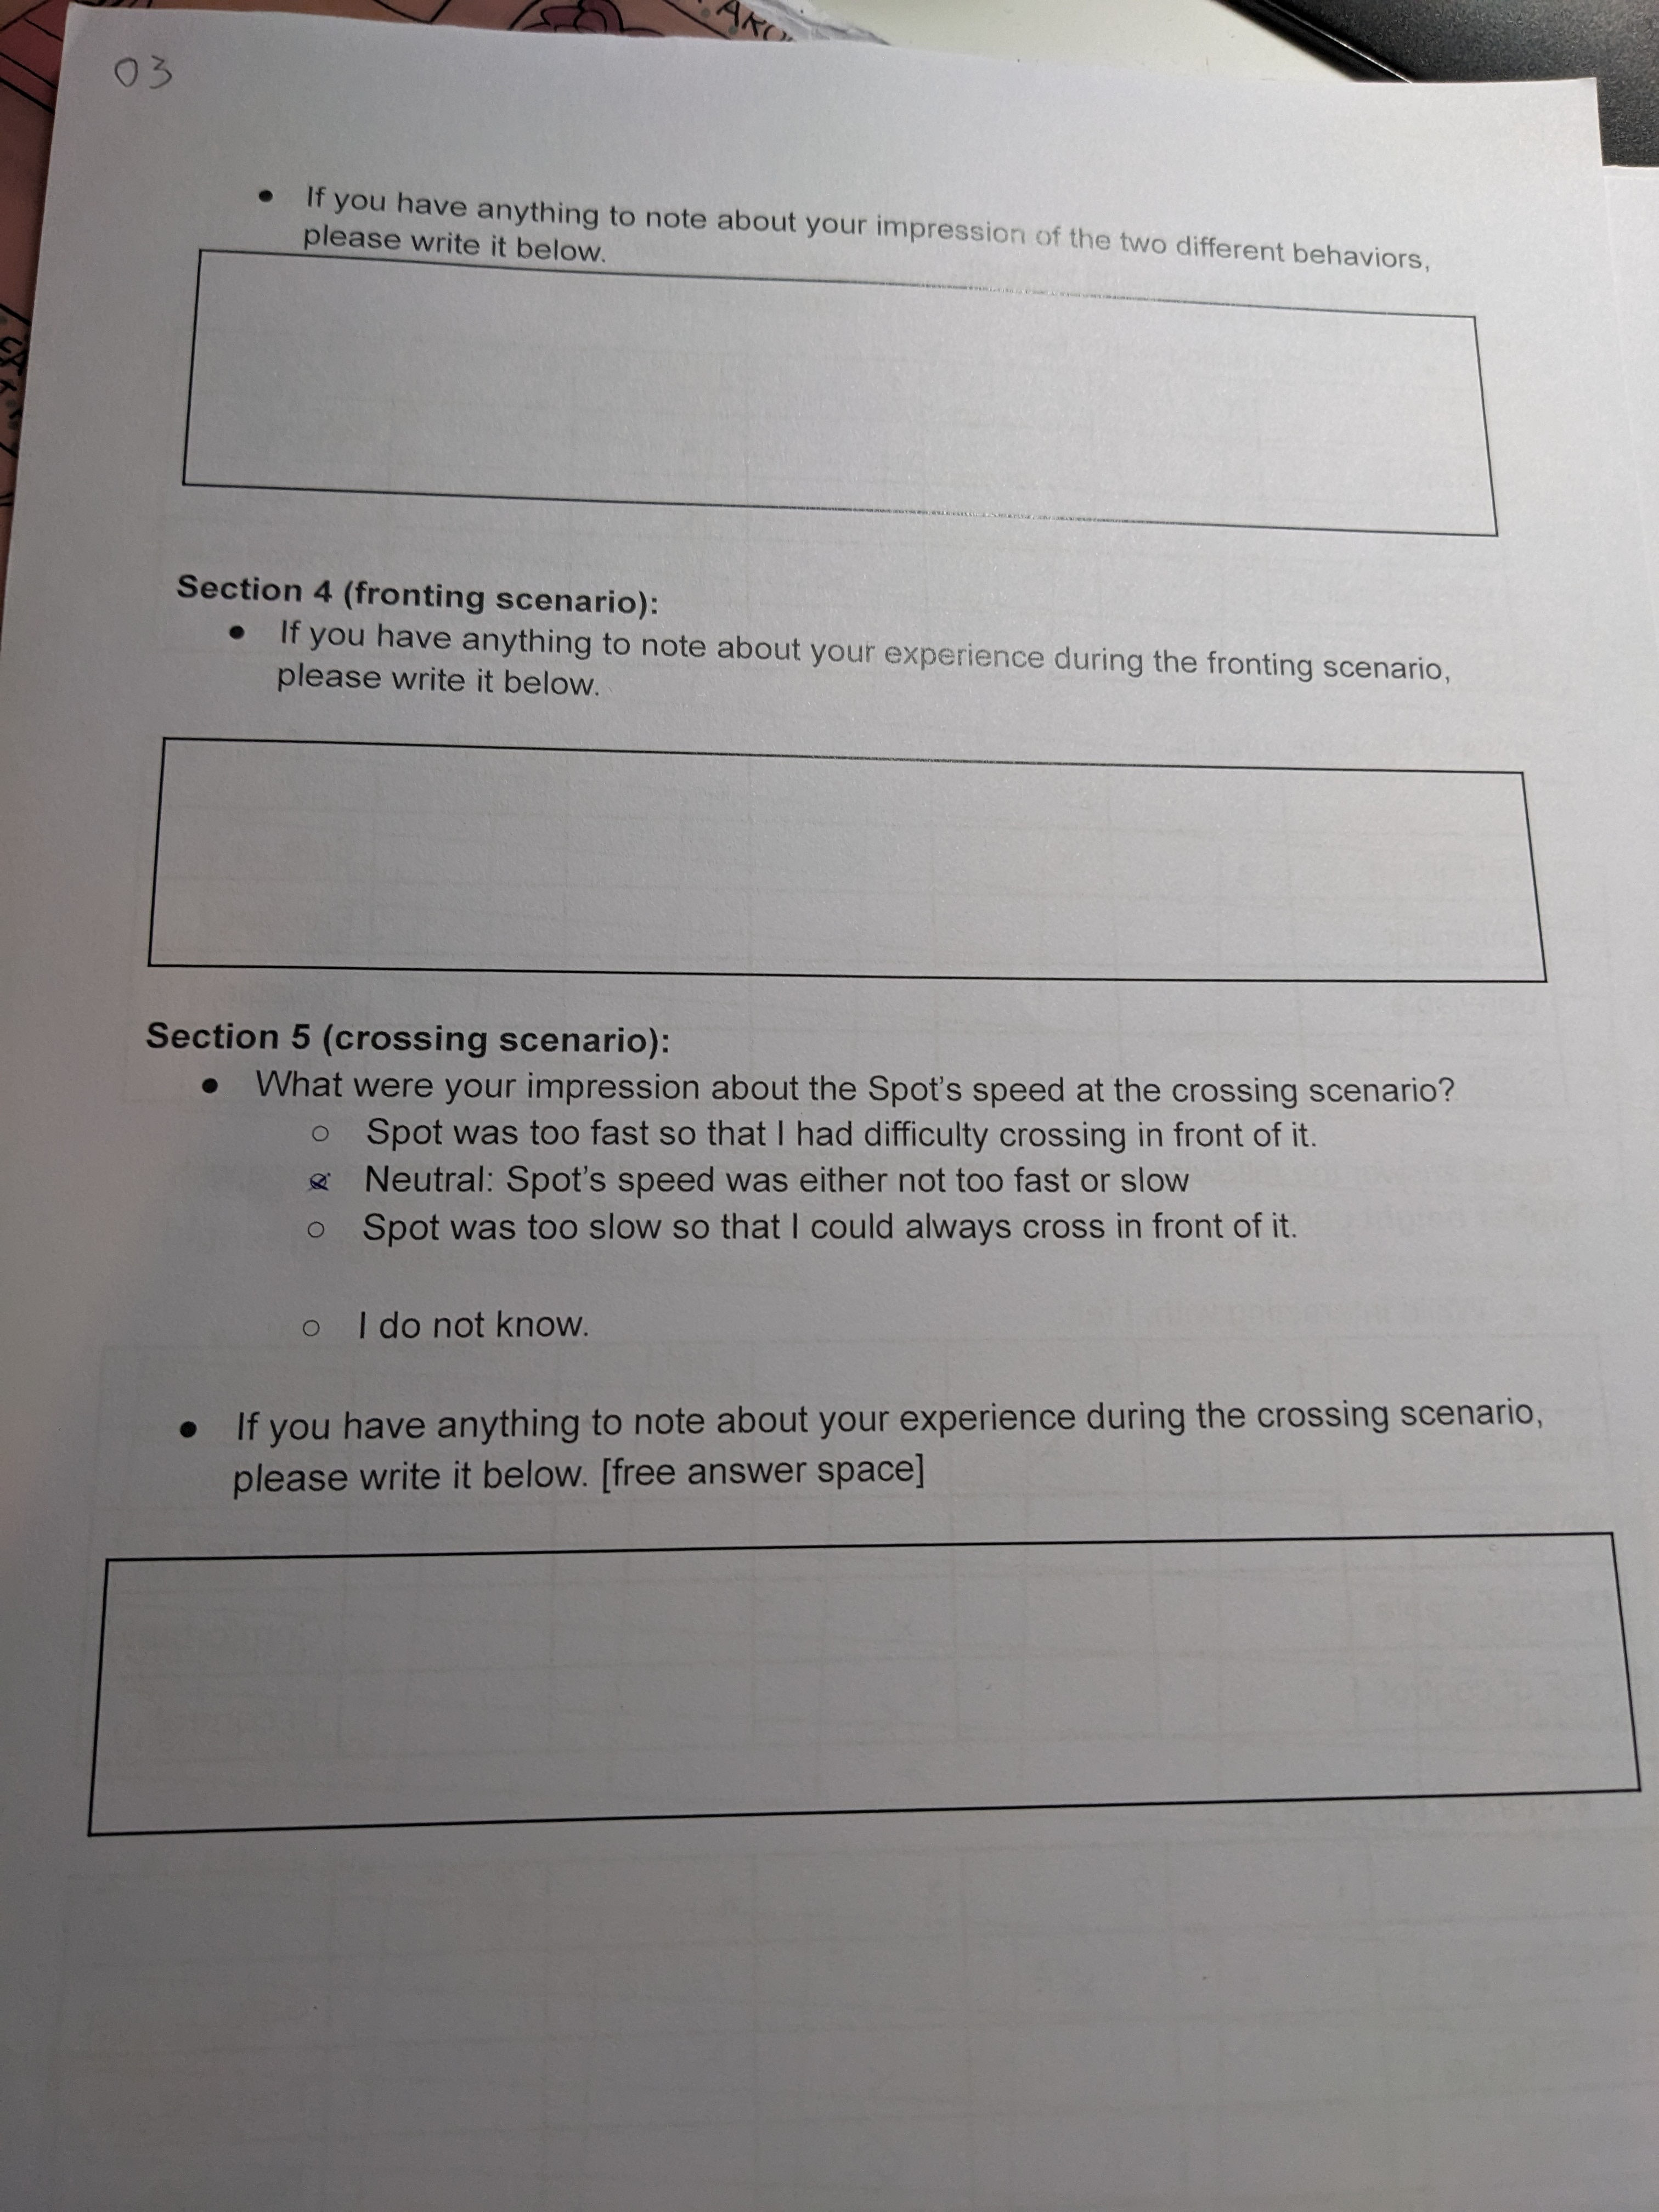 03
● If you have anything to note about your impression of the two different behaviors,
please write it below.
Section 4 (fronting scenario):
● If you have anything to note about your experience during the fronting scenario,
please write it below.
Section 5 (crossing scenario):
● What were your impression about the Spot's speed at the crossing scenario?
○ Spot was too fast so that I had difficulty crossing in front of it.
Neutral: Spot's speed was either not too fast or slow
○ Spot was too slow so that I could always cross in front of it.
○ I do not know.
● If you have anything to note about your experience during the crossing scenario,
please write it below. [free answer space]